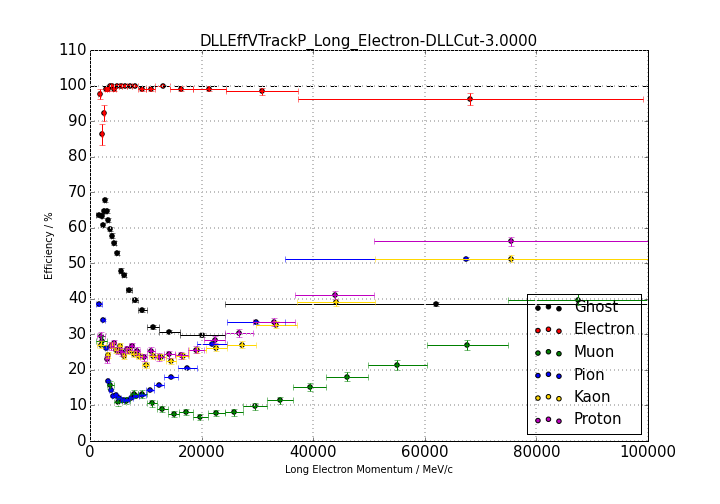 DLLEffVTrackP_Long_Electron-DLLCut-3.0000
110
100
90
80
70
60
50
40
30
20
10
0
Efficiency / %
Ghost
Electron
Muon
Pion
Kaon
Proton
0 20000 40000 60000 80000 100000
Long Electron Momentum / MeV/c